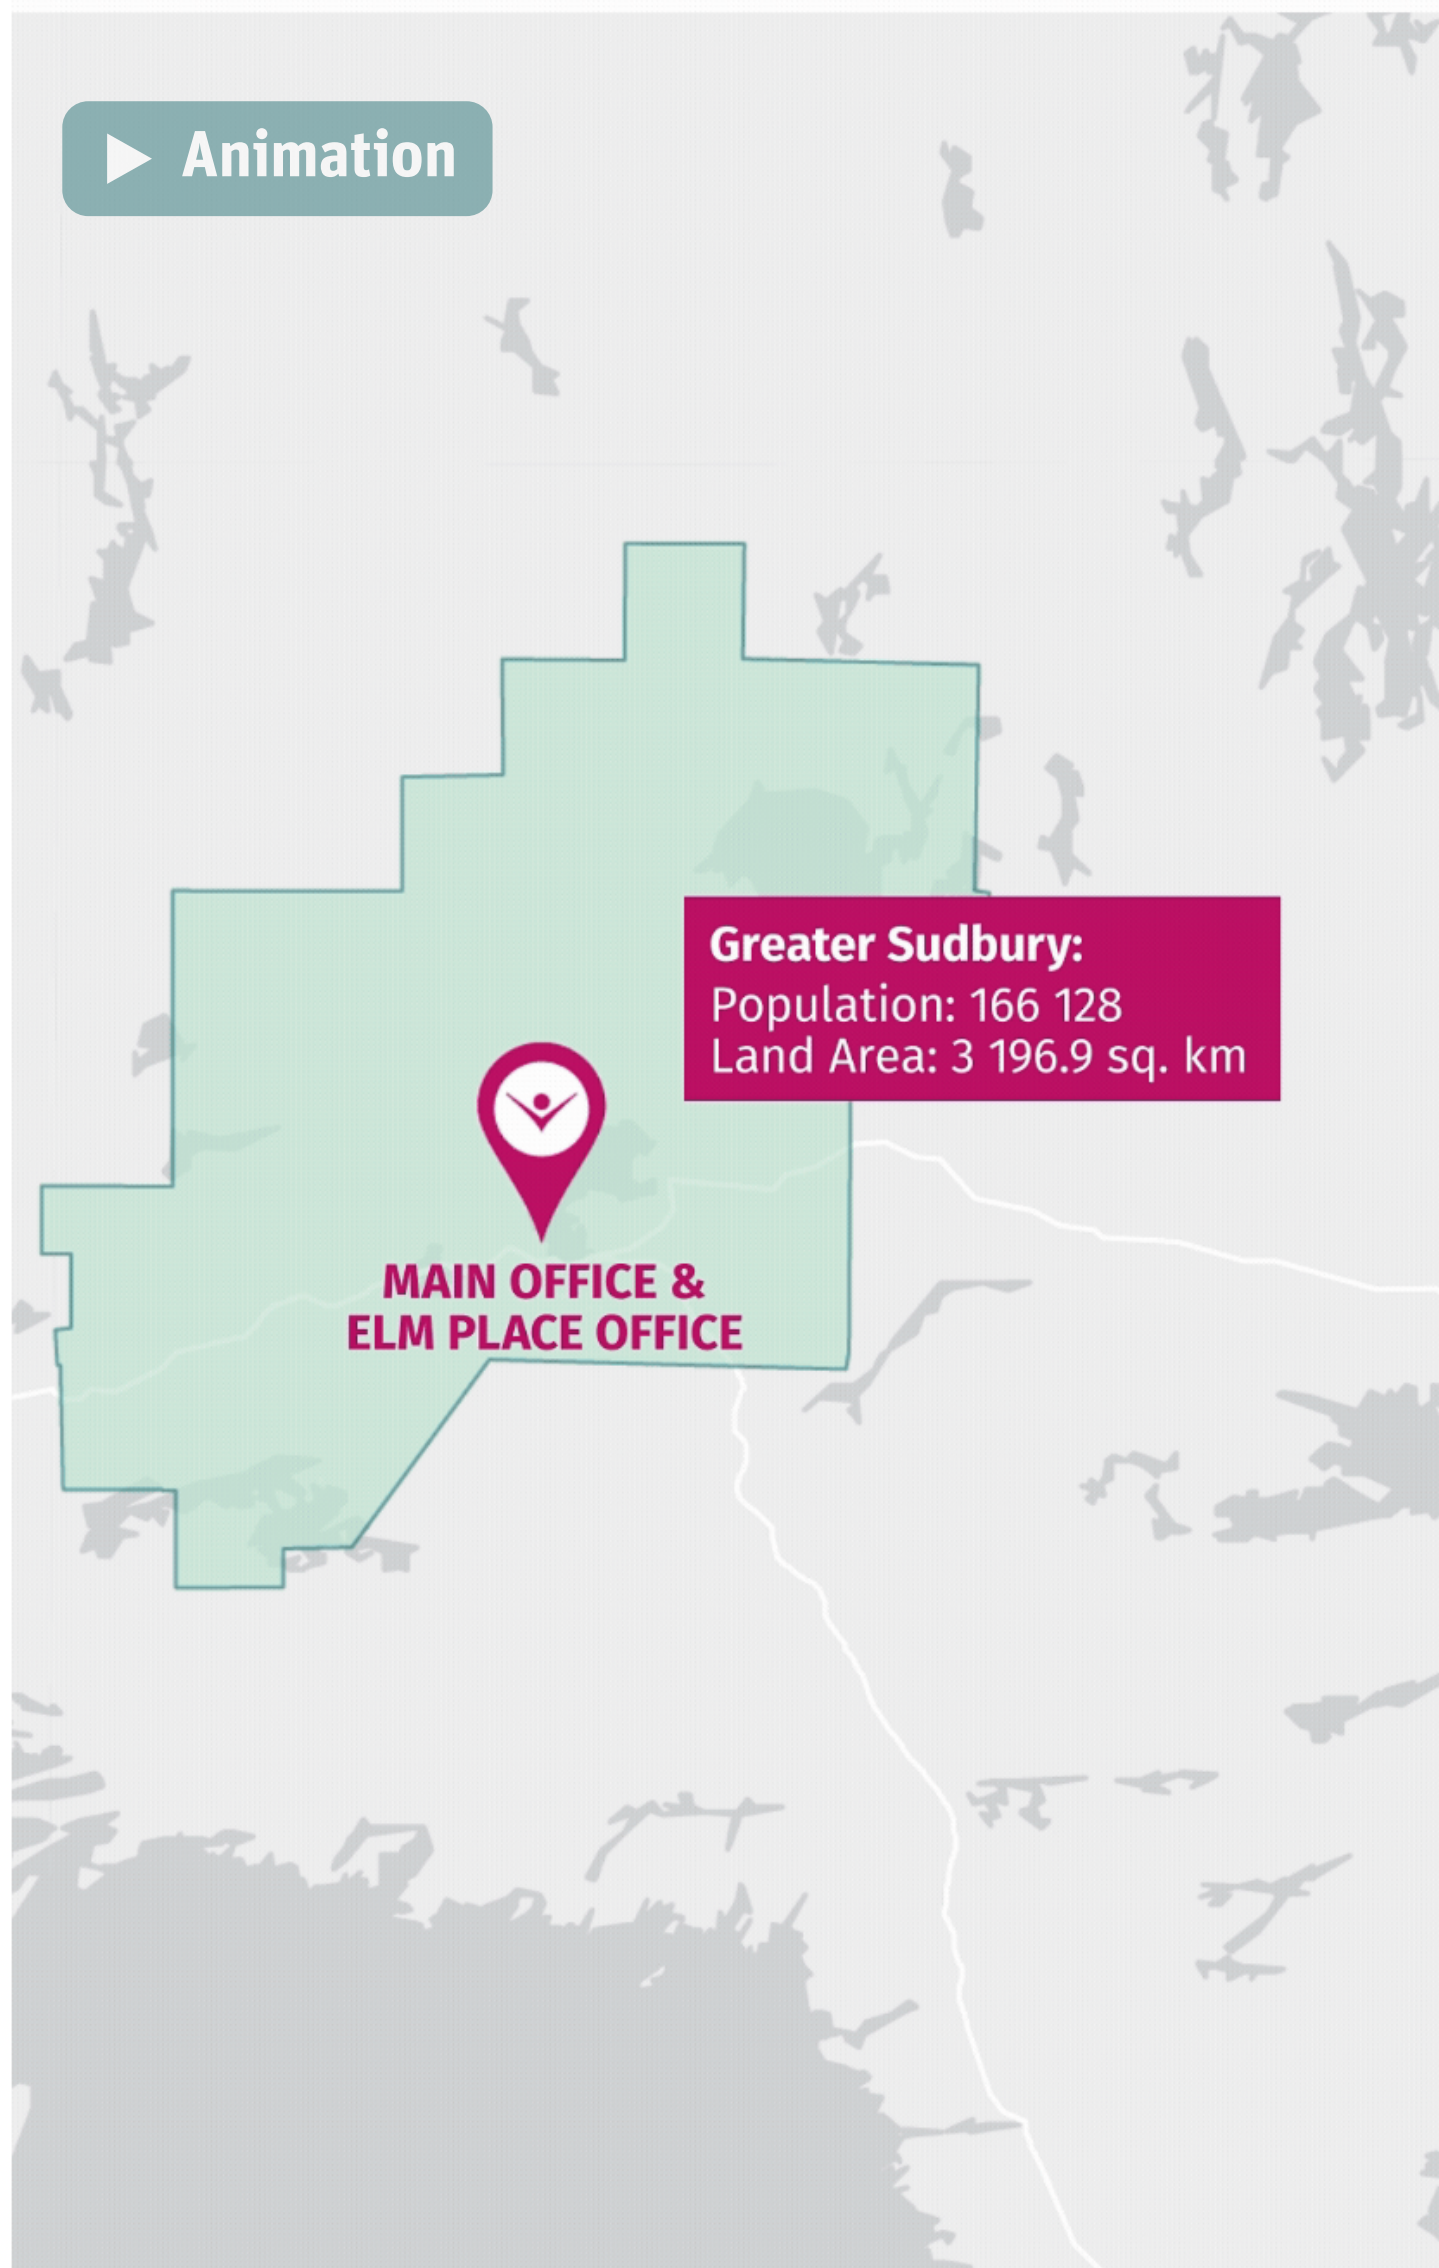 Animation
Greater Sudbury:
Population: 166 128
Land Area: 3 196.9 sq. km
MAIN OFFICE &
ELM PLACE OFFICE